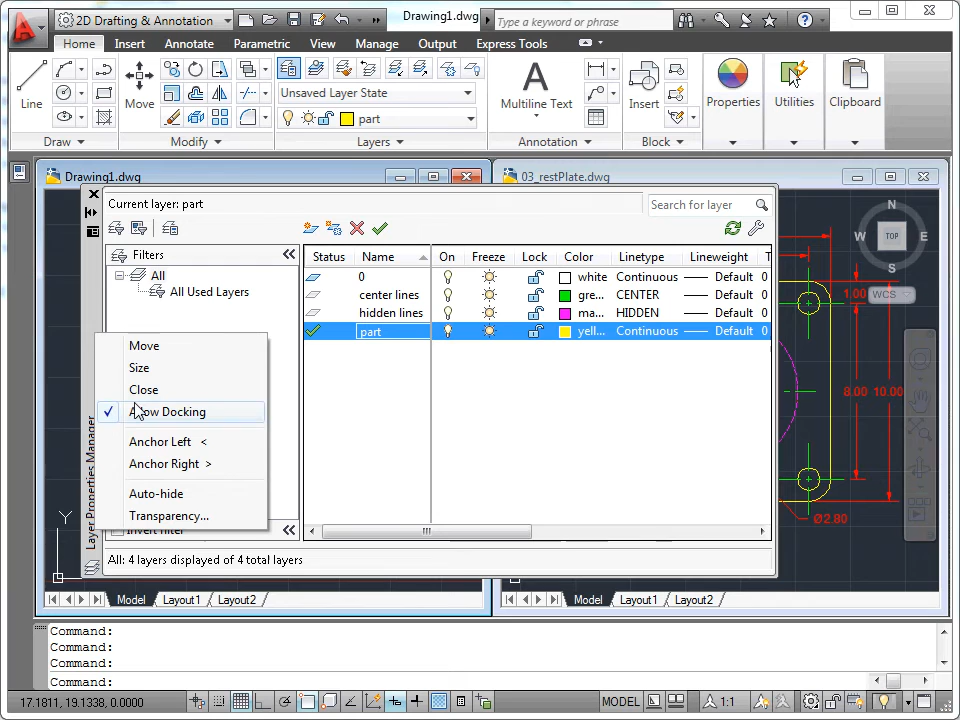 2D Drafting & Annotation
Drawing1.dwg
Type a keyword or phrase
Home Insert Annotate Parametric View Manage Output Express Tools
Line
Move
Unsaved Layer State
part
Multiline Text
Insert
Properties
Utilities
Clipboard
Draw
Modify
Layers
Annotation
Block
Drawing1.dwg
03_restPlate.dwg
Current layer: part
Search for layer
Filters
All
All Used Layers
Status Name On Freeze Lock Color Linetype Lineweight T
0 white Continuous Default 0
center lines gre... CENTER Default 0
hidden lines ma... HIDDEN Default 0
part yell... Continuous Default 0
Move
Size
Close
Allow Docking
Anchor Left <
Anchor Right >
Auto-hide
Transparency...
Invert filter
All: 4 layers displayed of 4 total layers
Layer Properties Manager
N
W TOP E
S
WCS
1.00
8.00 10.00
Ø2.80
Y
Model Layout1 Layout2
Model Layout1 Layout2
Command:
Command:
Command:
Command:
17.1811, 19.1338, 0.0000
MODEL
1:1